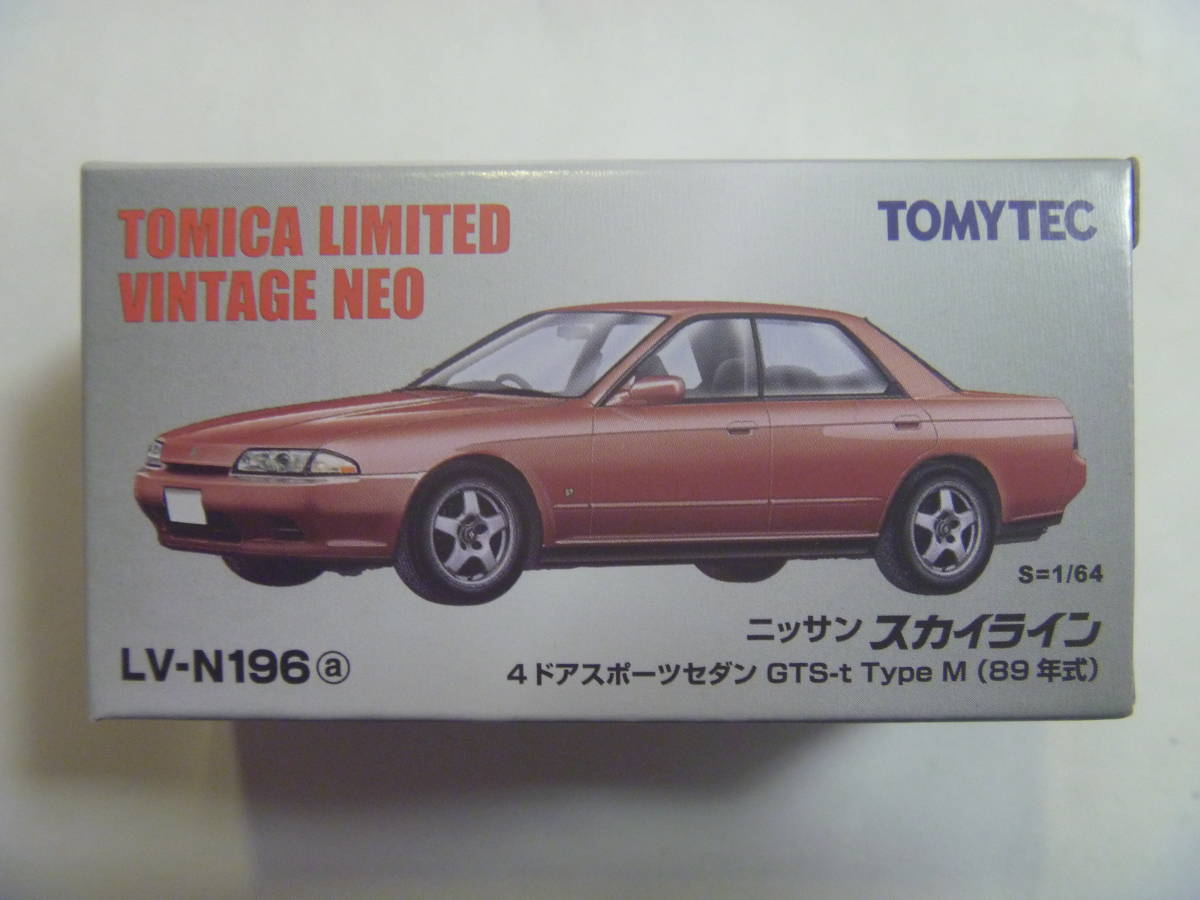 TOMICA LIMITED
VINTAGE NEO
TOMYTEC
S=1/64
ニッサン スカイライン
LV-N196ⓐ
4ドアスポーツセダン GTS-t Type M (89年式)